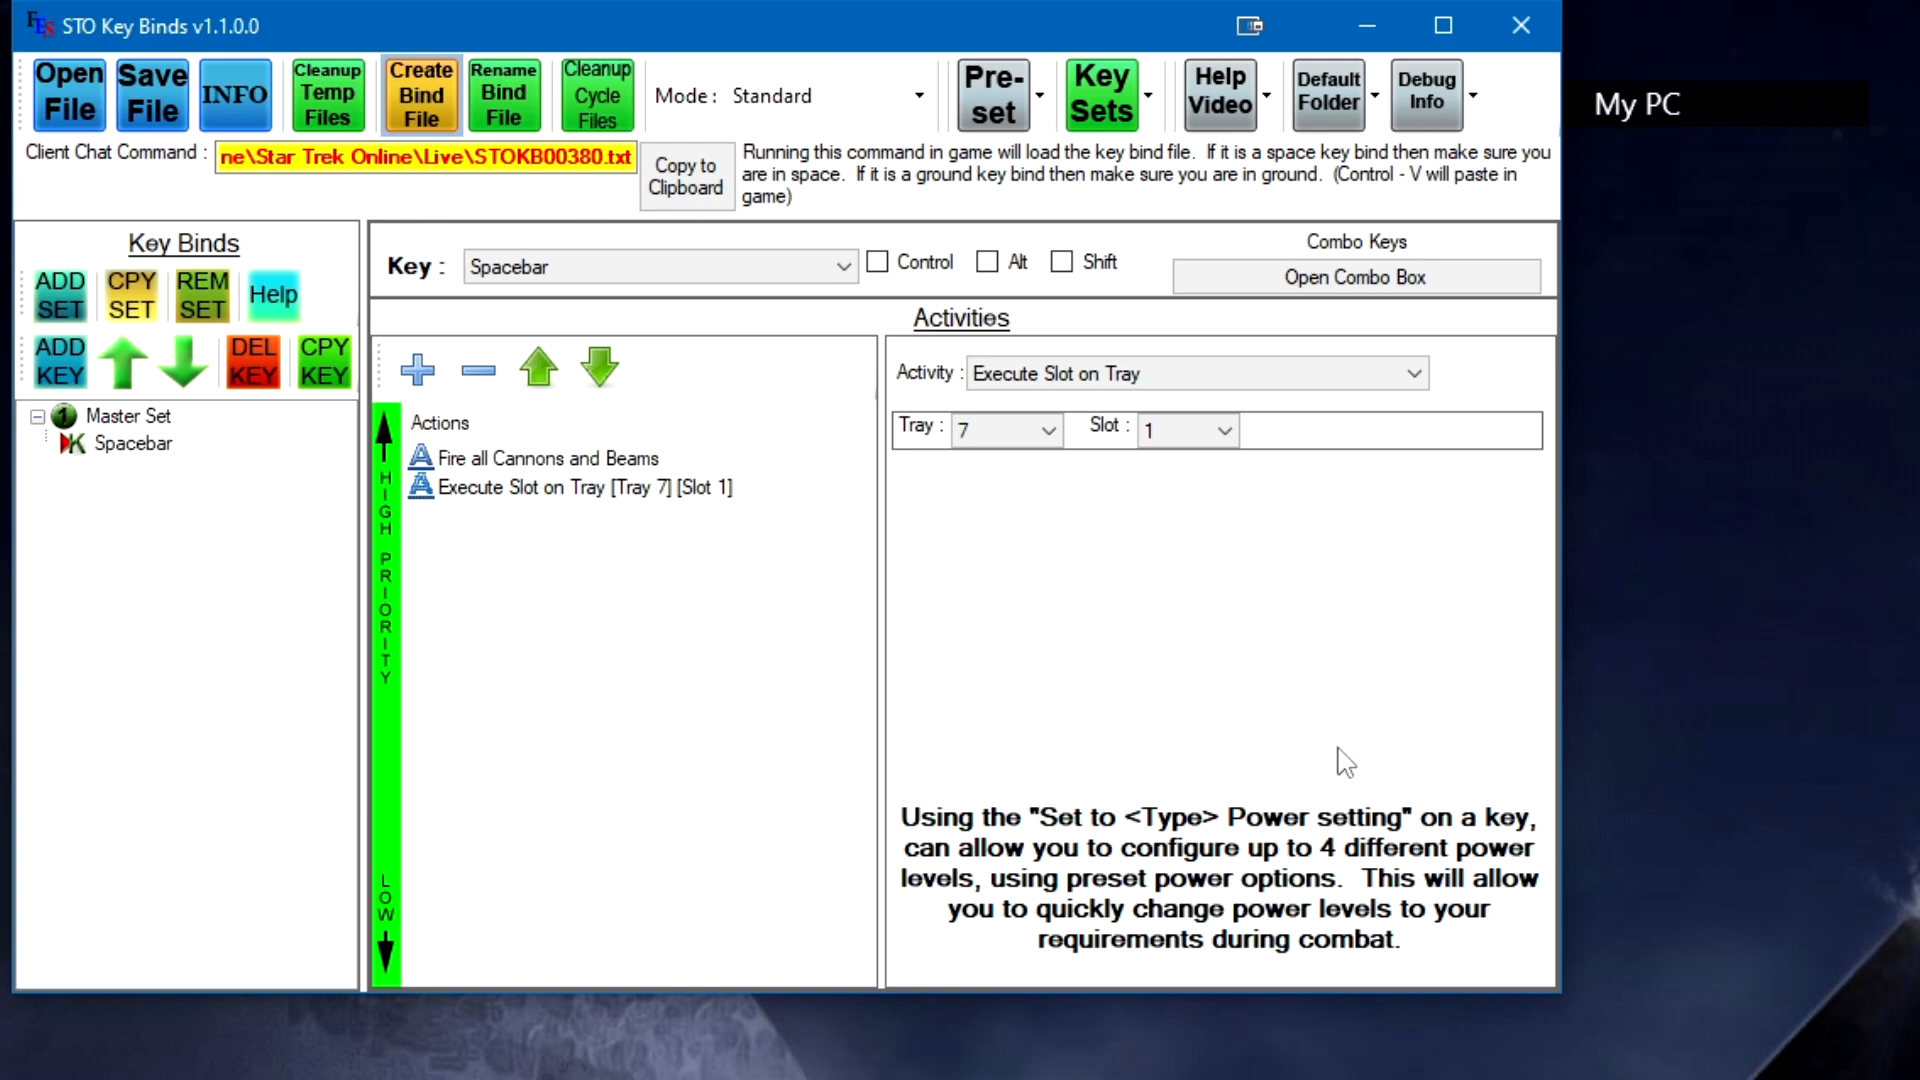 FES STO Key Binds v1.1.0.0
Open File
Save File
INFO
Cleanup Temp Files
Create Bind File
Rename Bind File
Cleanup Cycle Files
Mode : Standard
Pre-set
Key Sets
Help Video
Default Folder
Debug Info
My PC
Client Chat Command : ne\Star Trek Online\Live\STOKB00380.txt
Copy to Clipboard
Running this command in game will load the key bind file. If it is a space key bind then make sure you
are in space. If it is a ground key bind then make sure you are in ground. (Control - V will paste in
game)
Key Binds
ADD SET
CPY SET
REM SET
Help
ADD KEY
DEL KEY
CPY KEY
1 Master Set
K Spacebar
Key : Spacebar
Control
Alt
Shift
Combo Keys
Open Combo Box
Activities
HIGH PRIORITY
LOW
Actions
A Fire all Cannons and Beams
A Execute Slot on Tray [Tray 7] [Slot 1]
Activity : Execute Slot on Tray
Tray : 7 Slot : 1
Using the "Set to <Type> Power setting" on a key,
can allow you to configure up to 4 different power
levels, using preset power options. This will allow
you to quickly change power levels to your
requirements during combat.